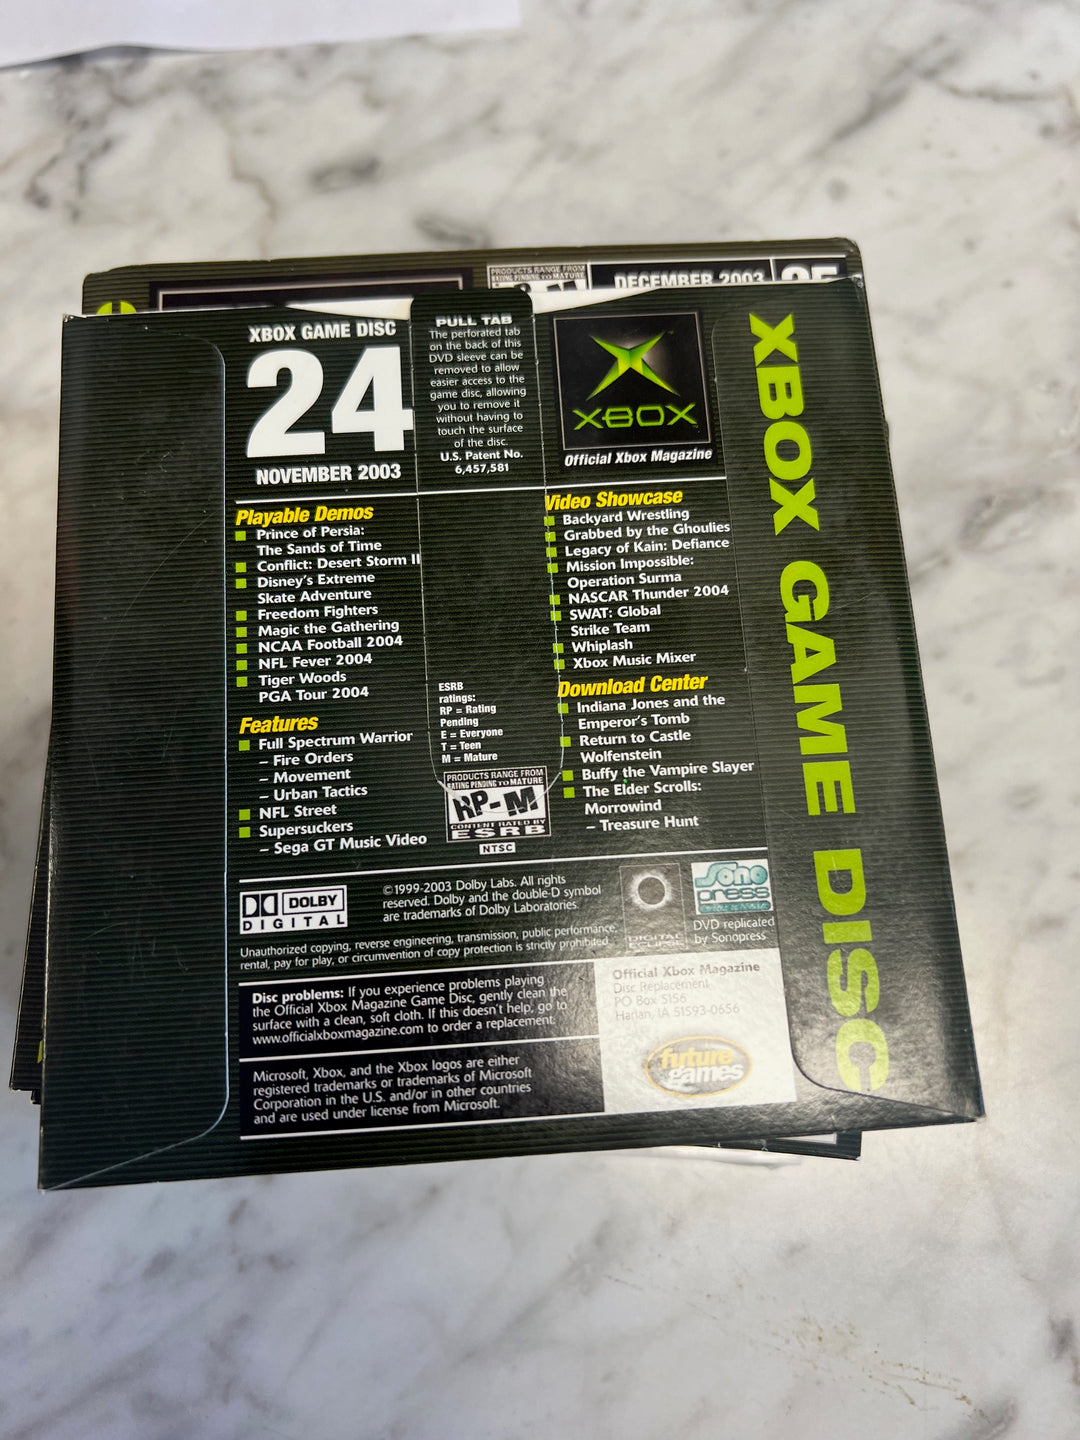 PRODUCTS RANGE FROM
RATING PENDING TO MATURE
DECEMBER 2003
XBOX GAME DISC
24
NOVEMBER 2003
PULL TAB
The perforated tab
on the back of this
DVD sleeve can be
removed to allow
easier access to the
game disc, allowing
you to remove it
without having to
touch the surface
of the disc.
U.S. Patent No.
6,457,581
XBOX
Official Xbox Magazine
XBOX GAME DISC
Playable Demos
Prince of Persia:
The Sands of Time
Conflict: Desert Storm II
Disney's Extreme
Skate Adventure
Freedom Fighters
Magic the Gathering
NCAA Football 2004
NFL Fever 2004
Tiger Woods
PGA Tour 2004
Features
Full Spectrum Warrior
– Fire Orders
– Movement
– Urban Tactics
NFL Street
Supersuckers
– Sega GT Music Video
ESRB
ratings:
RP = Rating
Pending
E = Everyone
T = Teen
M = Mature
PRODUCTS RANGE FROM
RATING PENDING TO MATURE
RP-M
CONTENT RATED BY
ESRB
NTSC
Video Showcase
Backyard Wrestling
Grabbed by the Ghoulies
Legacy of Kain: Defiance
Mission Impossible:
Operation Surma
NASCAR Thunder 2004
SWAT: Global
Strike Team
Whiplash
Xbox Music Mixer
Download Center
Indiana Jones and the
Emperor's Tomb
Return to Castle
Wolfenstein
Buffy the Vampire Slayer
The Elder Scrolls:
Morrowind
– Treasure Hunt
DOLBY
DIGITAL
©1999-2003 Dolby Labs. All rights
reserved. Dolby and the double-D symbol
are trademarks of Dolby Laboratories.
DIGITAL
ECLIPSE
Sono
press
DVD replicated
by Sonopress
Unauthorized copying, reverse engineering, transmission, public performance,
rental, pay for play, or circumvention of copy protection is strictly prohibited.
Disc problems: If you experience problems playing
the Official Xbox Magazine Game Disc, gently clean the
surface with a clean, soft cloth. If this doesn't help, go to
www.officialxboxmagazine.com to order a replacement.
Official Xbox Magazine
Disc Replacement
PO Box 5156
Harlan, IA 51593-0656
future
games
Microsoft, Xbox, and the Xbox logos are either
registered trademarks or trademarks of Microsoft
Corporation in the U.S. and/or in other countries
and are used under license from Microsoft.